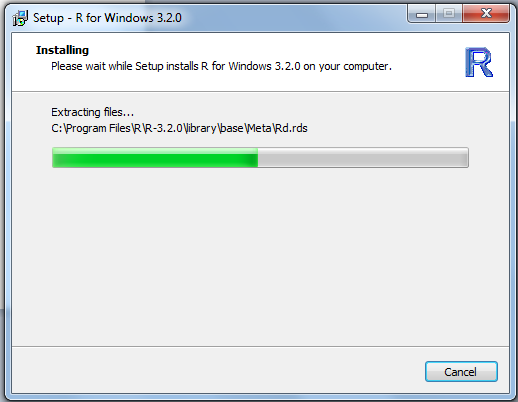 Setup - R for Windows 3.2.0
Installing
Please wait while Setup installs R for Windows 3.2.0 on your computer.
R
Extracting files...
C:\Program Files\R\R-3.2.0\library\base\Meta\Rd.rds
Cancel